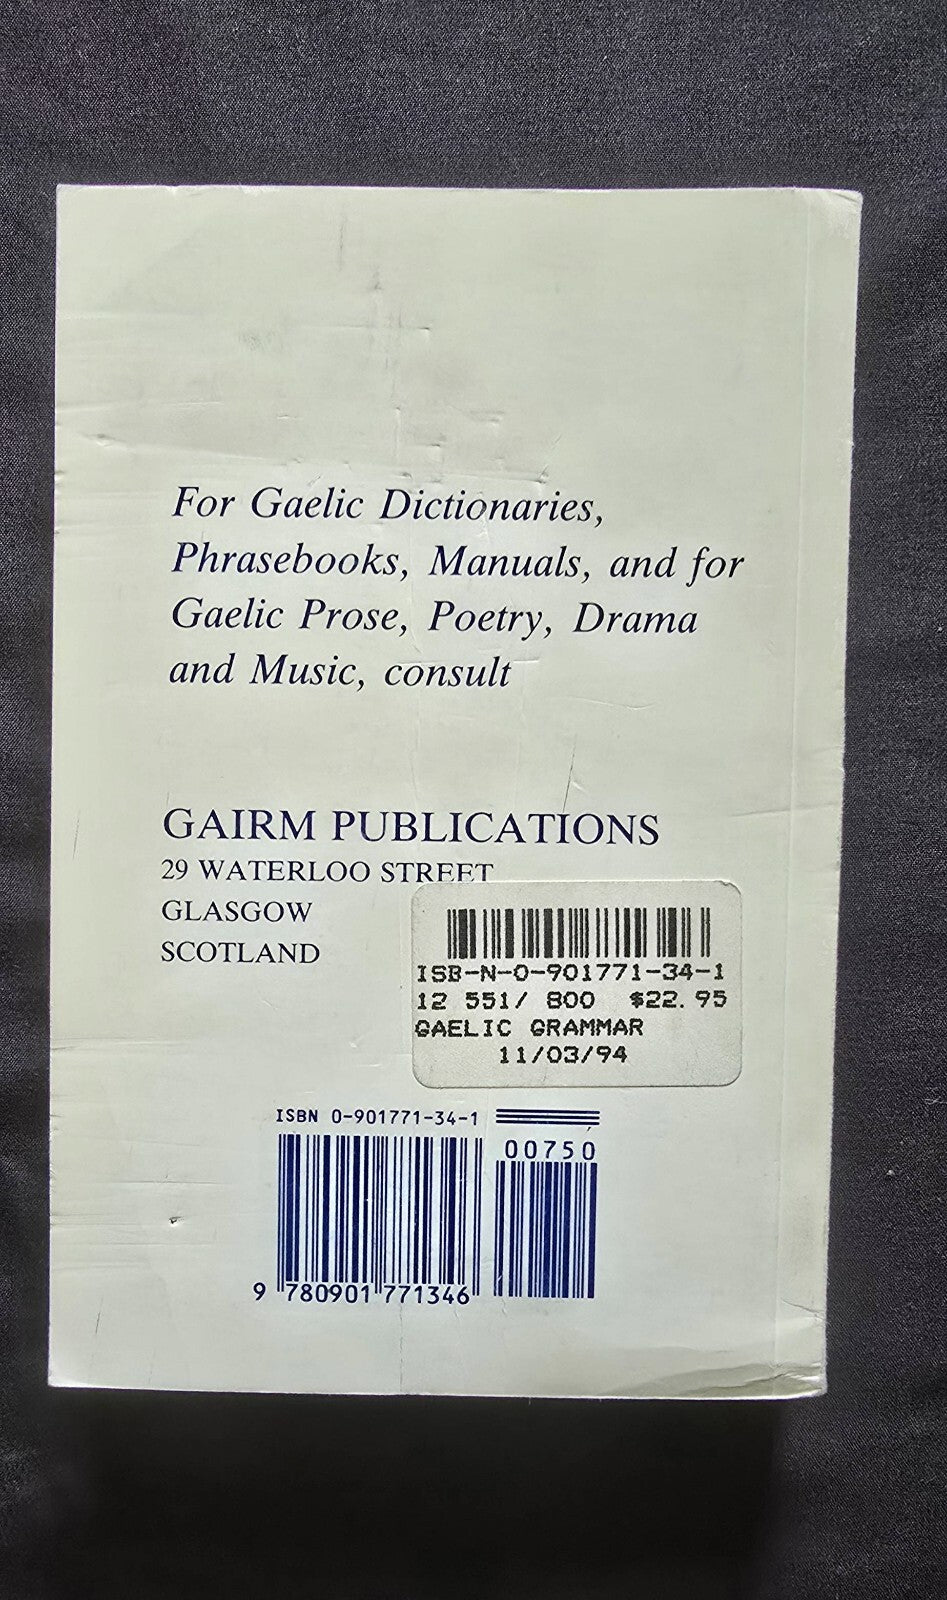 For Gaelic Dictionaries,
Phrasebooks, Manuals, and for
Gaelic Prose, Poetry, Drama
and Music, consult
GAIRM PUBLICATIONS
29 WATERLOO STREET
GLASGOW
SCOTLAND
ISB-N-0-901771-34-1
12 551/ 800 $22.95
GAELIC GRAMMAR
11/03/94
ISBN 0-901771-34-1
00750
9 780901 771346